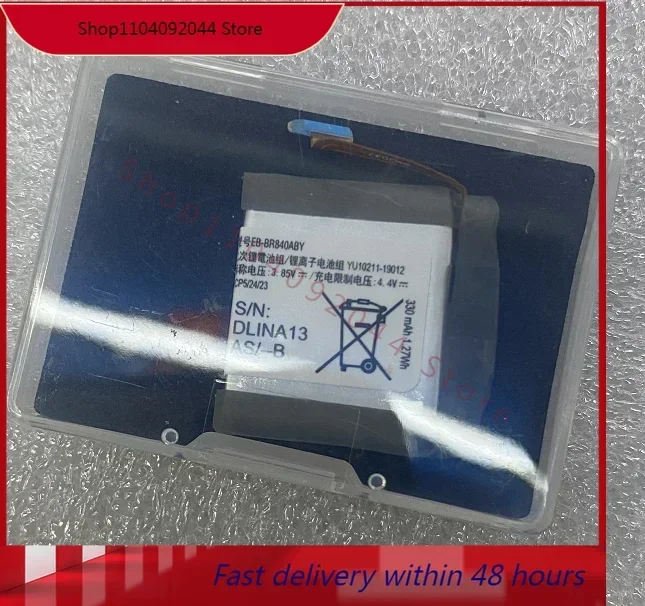 Shop1104092044 Store
型号EB-BR840ABY
次锂電池組/锂离子电池组 YU10211-19012
称电压:3.85V⎓/充电限制电压:4.4V⎓
CP5/24/23
S/N:
DLINA13
AS/-B
330 mAh 1.27Wh
Fast delivery within 48 hours